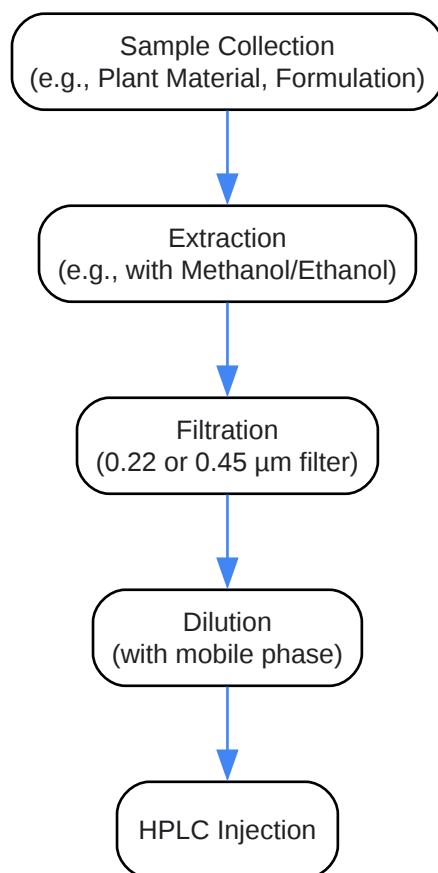 Sample Collection
(e.g., Plant Material, Formulation)
Extraction
(e.g., with Methanol/Ethanol)
Filtration
(0.22 or 0.45 µm filter)
Dilution
(with mobile phase)
HPLC Injection